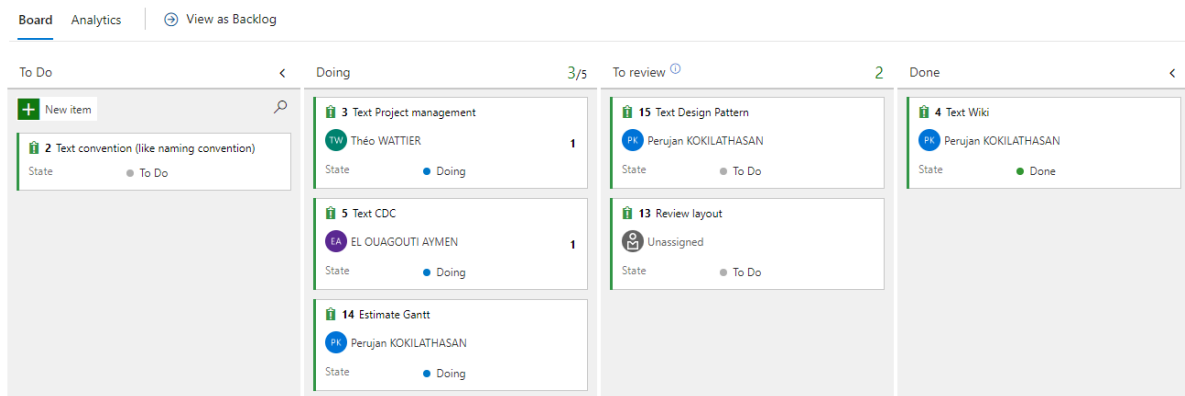 Board Analytics View as Backlog
To Do
New item
2 Text convention (like naming convention)
State To Do
Doing 3/5
3 Text Project management
TW Théo WATTIER 1
State Doing
5 Text CDC
EA EL OUAGOUTI AYMEN 1
State Doing
14 Estimate Gantt
PK Perujan KOKILATHASAN
State Doing
To review 2
15 Text Design Pattern
PK Perujan KOKILATHASAN
State To Do
13 Review layout
Unassigned
State To Do
Done
4 Text Wiki
PK Perujan KOKILATHASAN
State Done